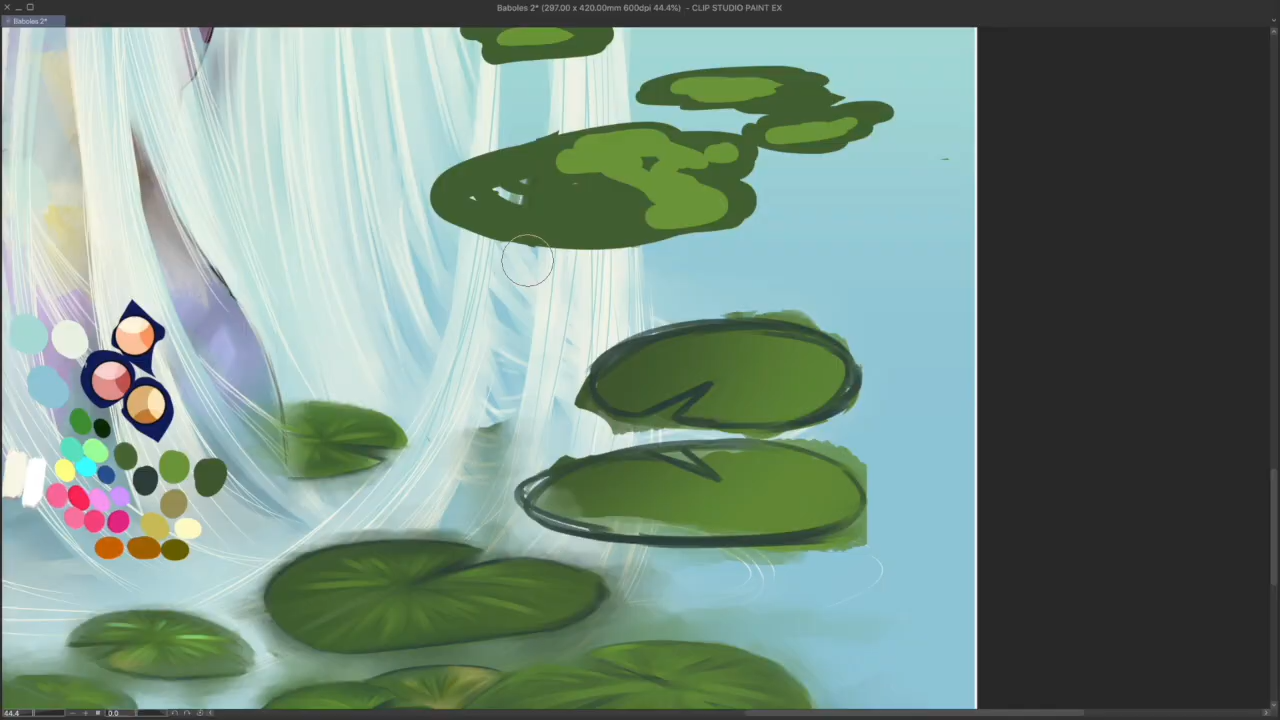 Baboles 2* (297.00 x 420.00mm 600dpi 44.4%) - CLIP STUDIO PAINT EX
Baboles 2*
44.4
0.0